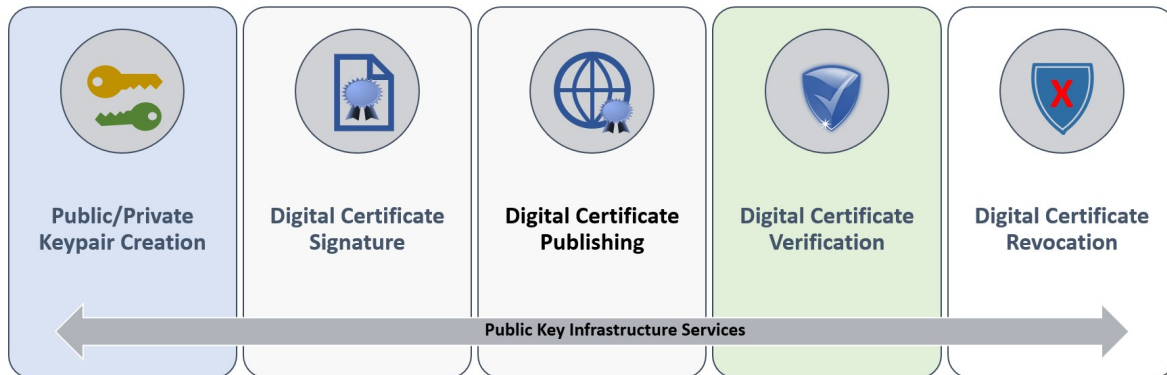 Public/Private
Keypair Creation
Digital Certificate
Signature
Digital Certificate
Publishing
Digital Certificate
Verification
X
Digital Certificate
Revocation
Public Key Infrastructure Services